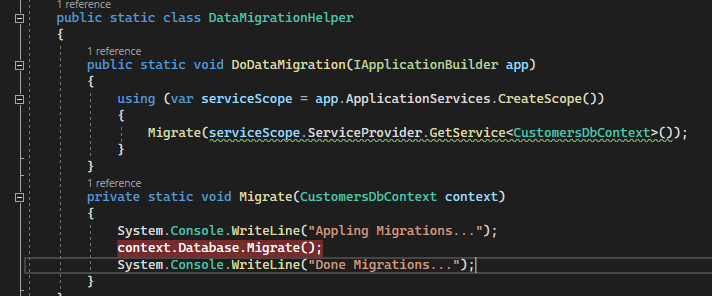 1 reference
public static class DataMigrationHelper
{
1 reference
public static void DoDataMigration(IApplicationBuilder app)
{
using (var serviceScope = app.ApplicationServices.CreateScope())
{
Migrate(serviceScope.ServiceProvider.GetService<CustomersDbContext>());
}
}
1 reference
private static void Migrate(CustomersDbContext context)
{
System.Console.WriteLine("Appling Migrations...");
context.Database.Migrate();
System.Console.WriteLine("Done Migrations...");
}
}